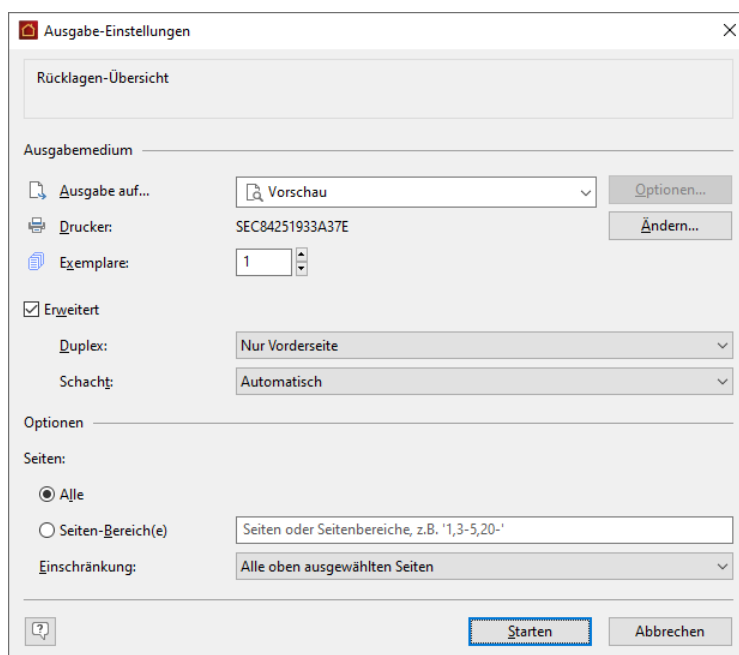 Ausgabe-Einstellungen
Rücklagen-Übersicht
Ausgabemedium
Ausgabe auf... Vorschau Optionen...
Drucker: SEC84251933A37E Ändern...
Exemplare: 1
Erweitert
Duplex: Nur Vorderseite
Schacht: Automatisch
Optionen
Seiten:
Alle
Seiten-Bereich(e) Seiten oder Seitenbereiche, z.B. '1,3-5,20-'
Einschränkung: Alle oben ausgewählten Seiten
? Starten Abbrechen